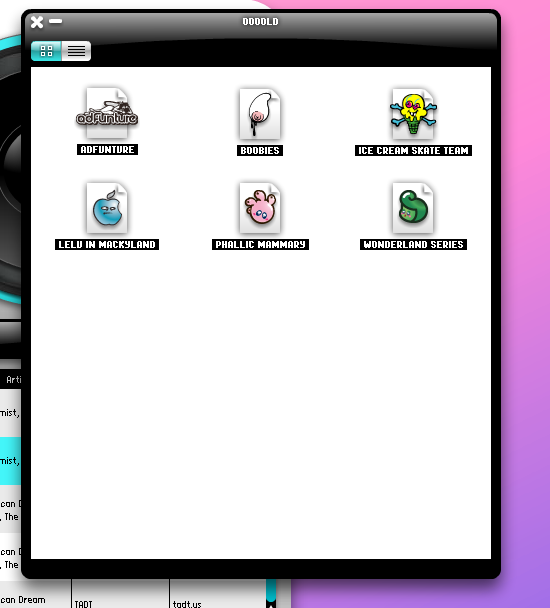 OOOOLD
adfunture
ADFUNTURE
BOOBIES
ICE CREAM SKATE TEAM
LELU IN MACKYLAND
PHALLIC MAMMARY
WONDERLAND SERIES
Arti
mist,
mist,
can D
, The
can D
, The
can Dream
TADT
tadt.us